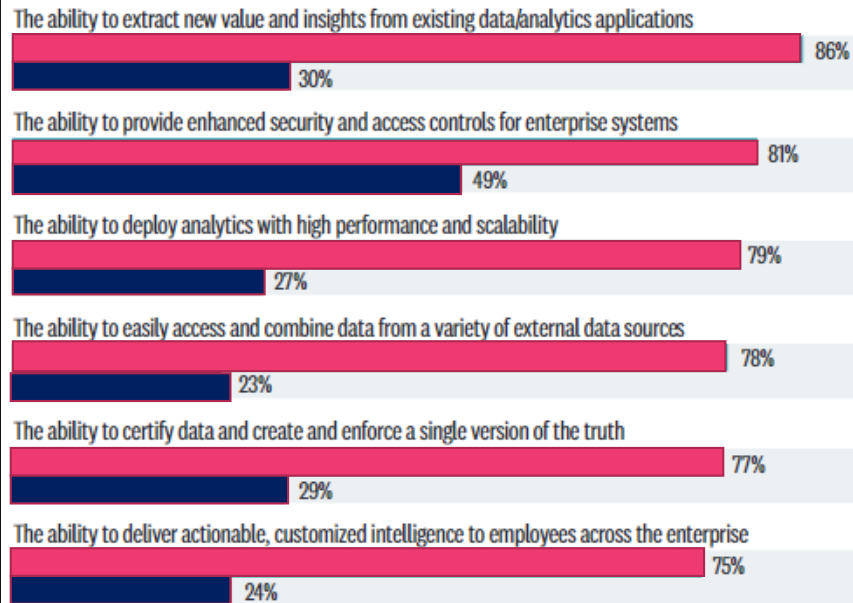 The ability to extract new value and insights from existing data/analytics applications
86%
30%
The ability to provide enhanced security and access controls for enterprise systems
81%
49%
The ability to deploy analytics with high performance and scalability
79%
27%
The ability to easily access and combine data from a variety of external data sources
78%
23%
The ability to certify data and create and enforce a single version of the truth
77%
29%
The ability to deliver actionable, customized intelligence to employees across the enterprise
75%
24%